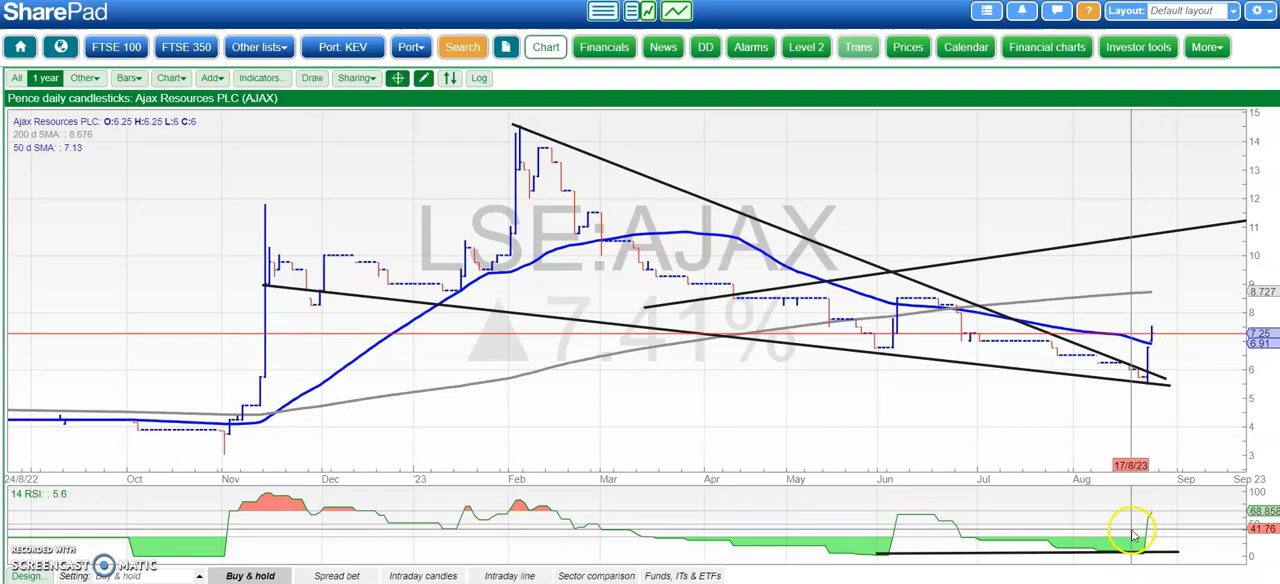 SharePad
Layout: Default layout
FTSE 100 FTSE 350 Other lists Port: KEV Port Search Chart Financials News DD Alarms Level 2 Trans Prices Calendar Financial charts Investor tools More
All 1 year Other Bars Chart Add Indicators... Draw Sharing Log
Pence daily candlesticks: Ajax Resources PLC (AJAX)
Ajax Resources PLC: O:6.25 H:6.25 L:6 C:6
200 d SMA: : 8.676
50 d SMA: : 7.13
LSE:AJAX
▲7.41%
15
14
13
12
11
10
9
8.727
8
7.25
6.91
6
5
4
3
17/8/23
24/8/22 Oct Nov Dec '23 Feb Mar Apr May Jun Jul Aug Sep Sep 23
14 RSI: : 5.6
100
68.858
50
41.76
0
RECORDED WITH
SCREENCAST MATIC
Design... Setting: Buy & hold Buy & hold Spread bet Intraday candles Intraday line Sector comparison Funds, ITs & ETFs